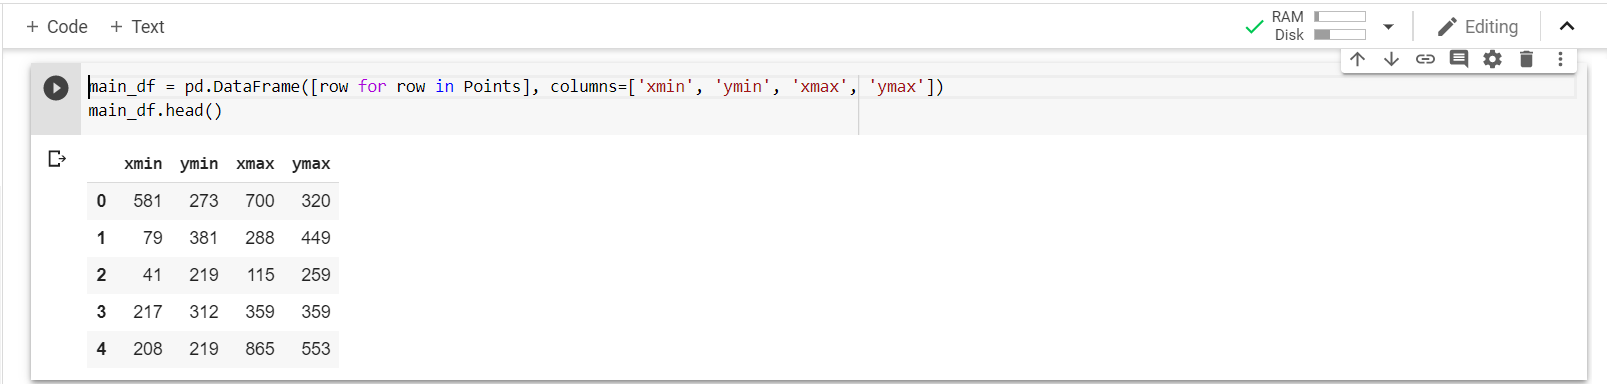 + Code + Text
RAM
Disk
Editing
main_df = pd.DataFrame([row for row in Points], columns=['xmin', 'ymin', 'xmax', 'ymax'])
main_df.head()
xmin ymin xmax ymax
0 581 273 700 320
1 79 381 288 449
2 41 219 115 259
3 217 312 359 359
4 208 219 865 553